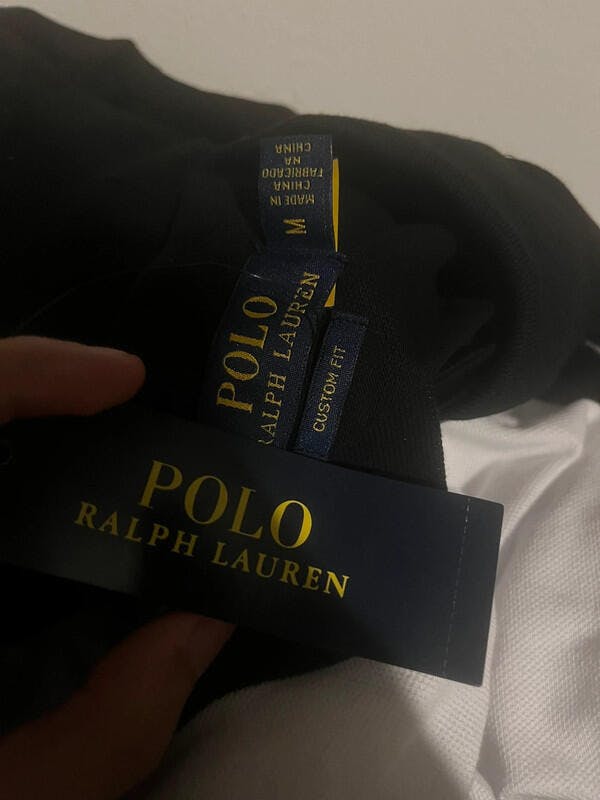 MADE IN
CHINA
FABRICADO
NA
CHINA
M
POLO
RALPH LAUREN
CUSTOM FIT
POLO
RALPH LAUREN